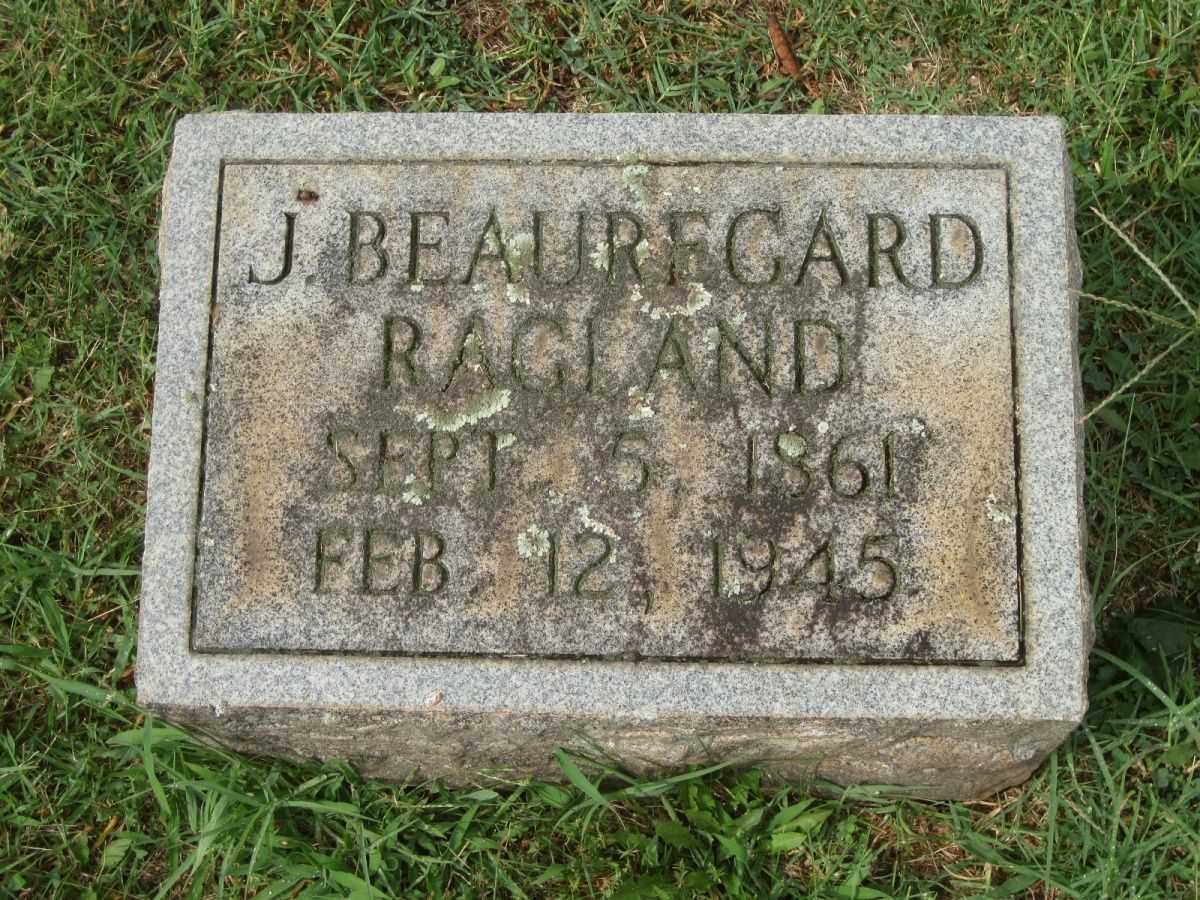 J. BEAUREGARD
RAGLAND
SEPT. 5, 1861
FEB. 12, 1945